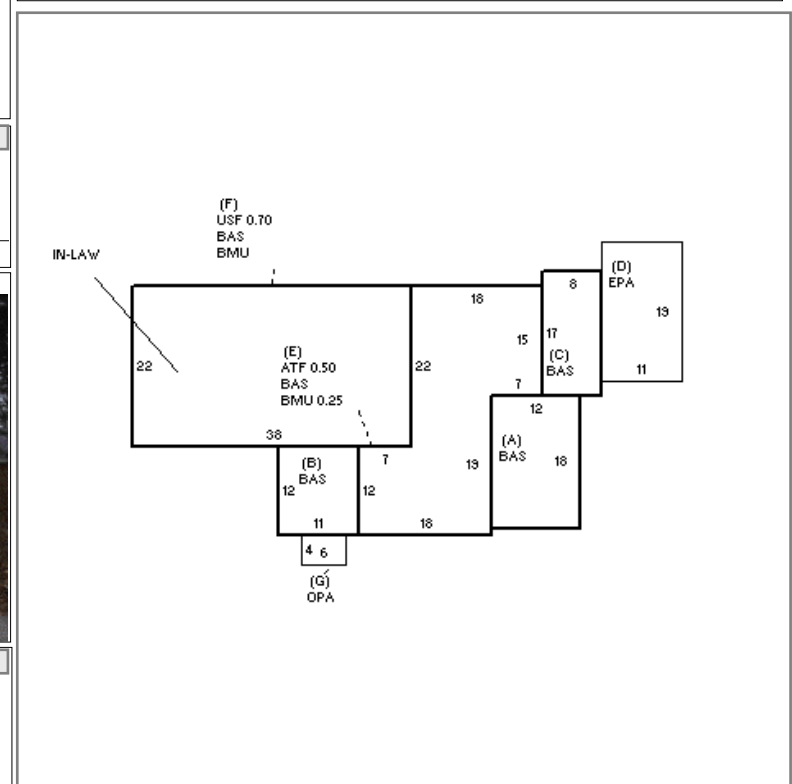 (F)
USF 0.70
BAS
BMU
IN-LAW
(D)
EPA
8
18
19
15
17
(E)
ATF 0.50
BAS
BMU 0.25
22
22
(C)
BAS
11
7
12
38
(A)
BAS
7
(B)
BAS
19
18
12
12
11
18
4 6
(G)
OPA